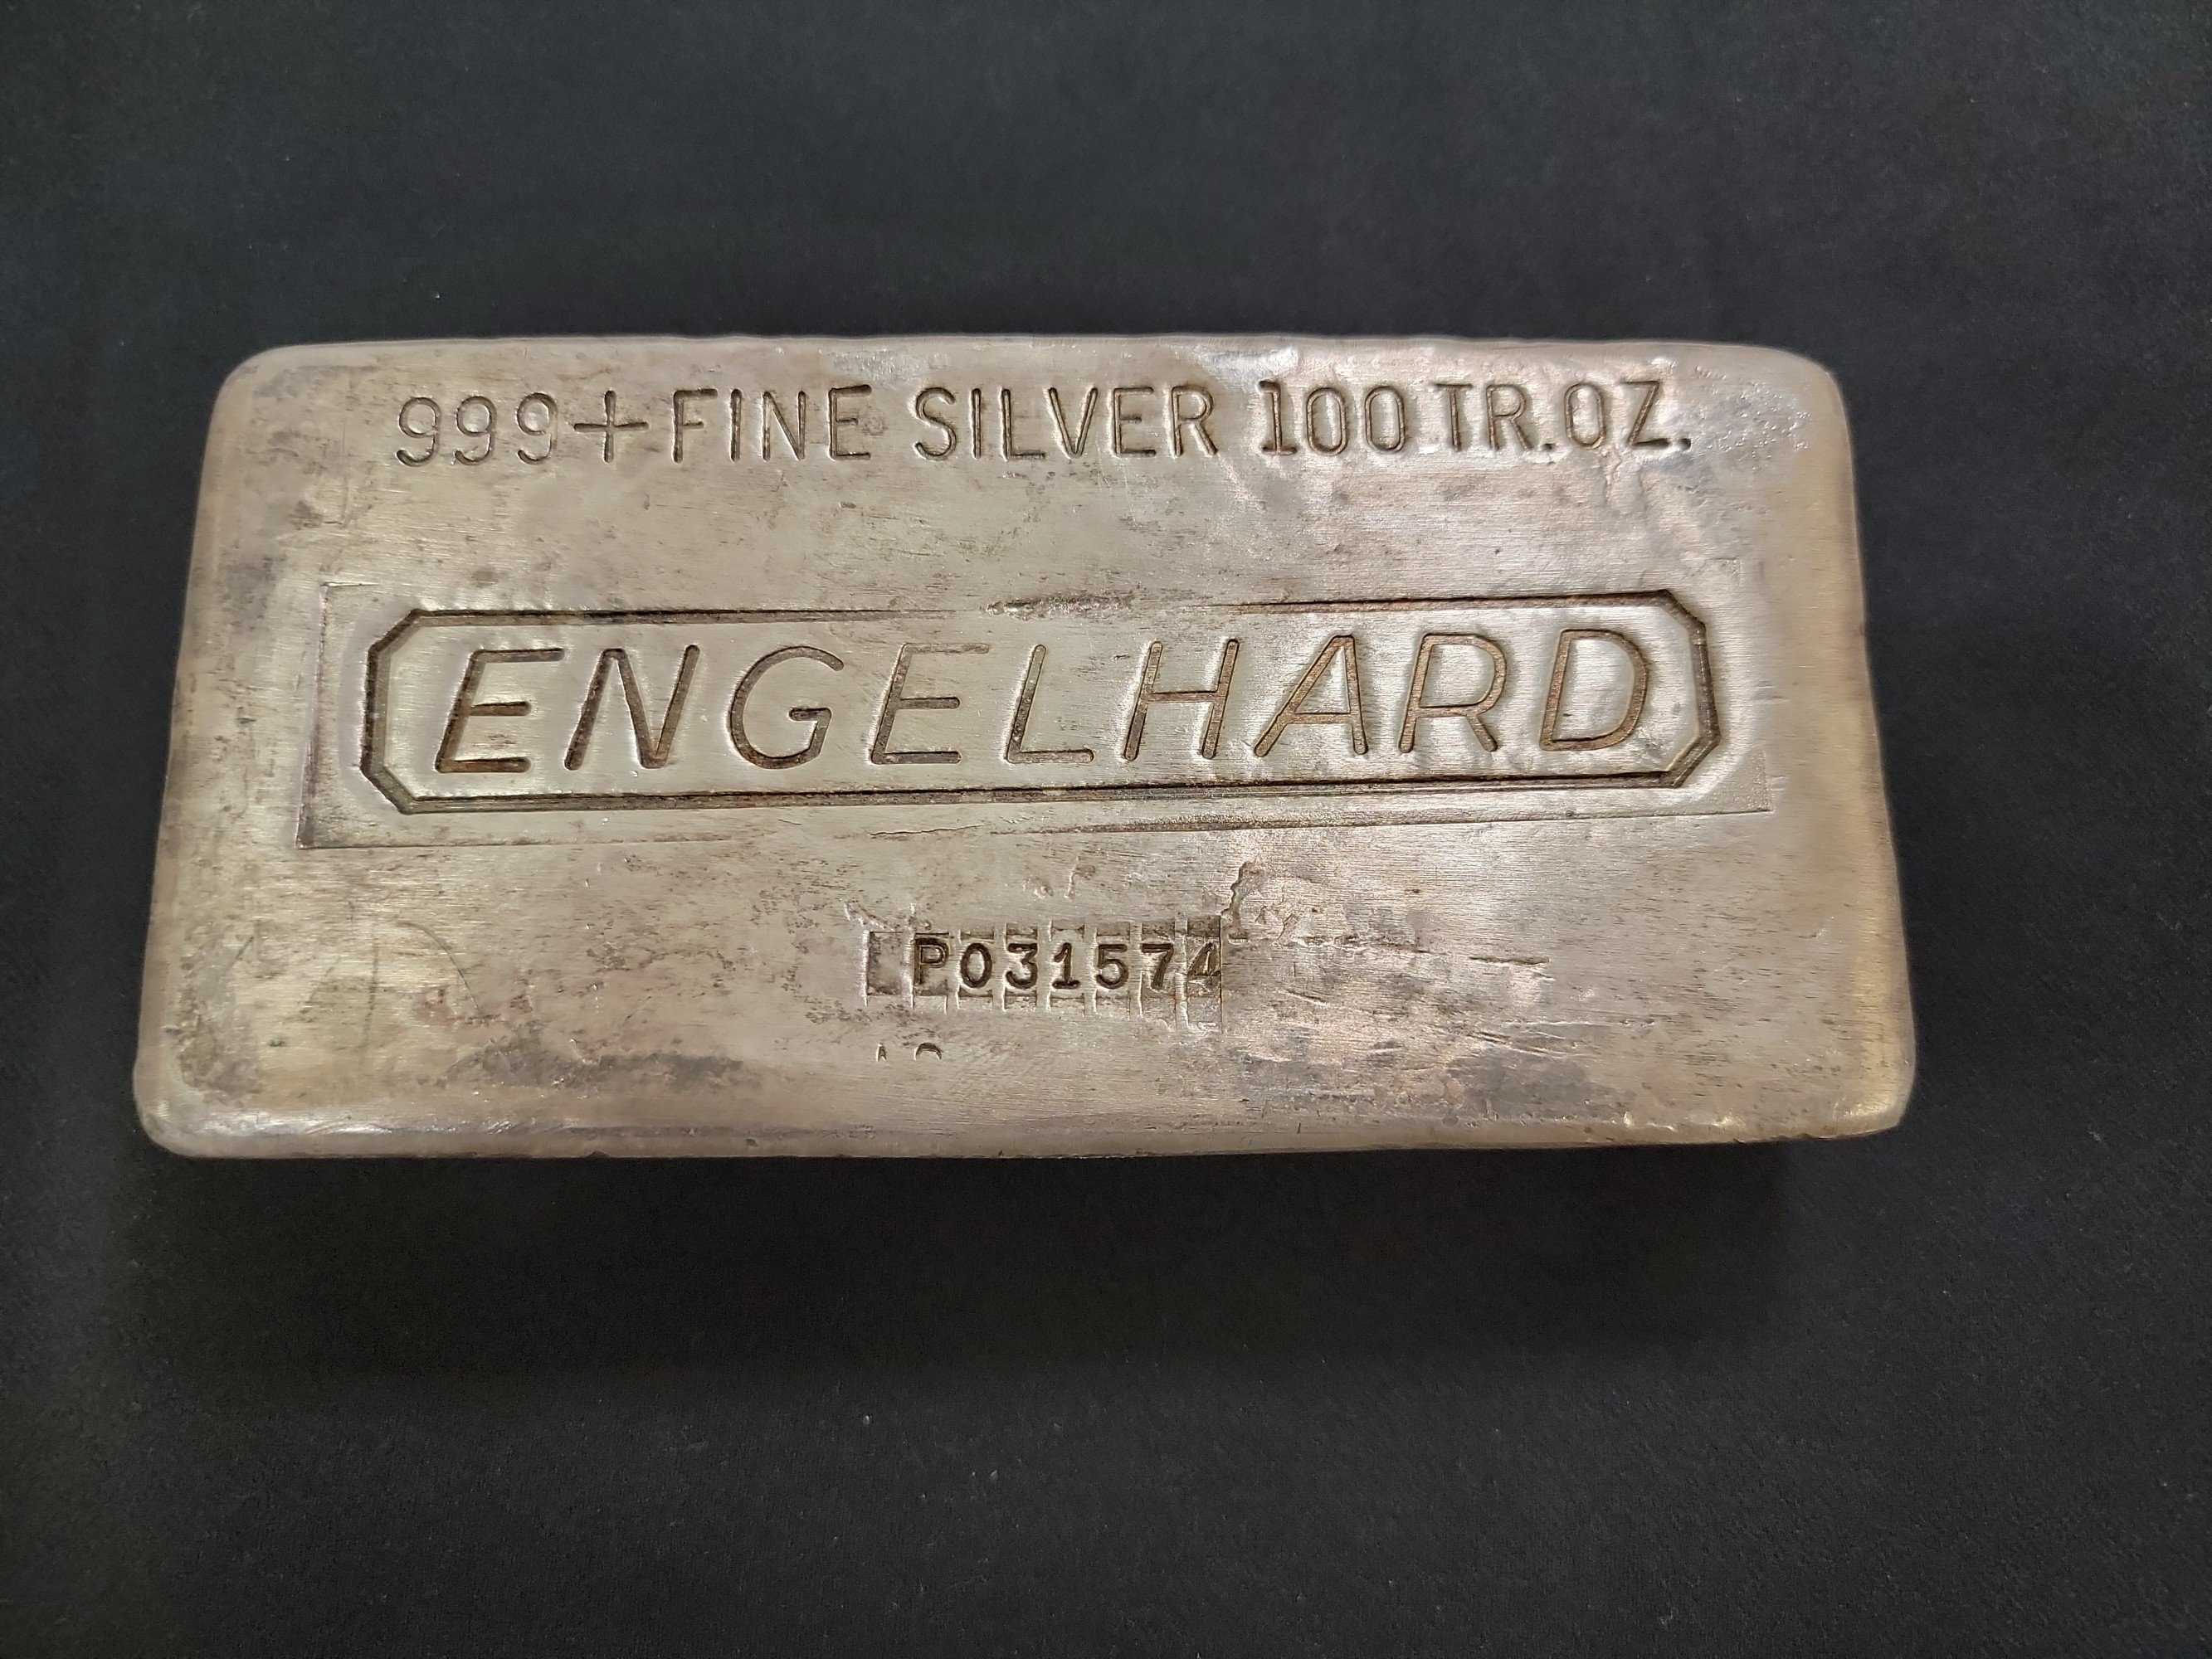 999+FINE SILVER 100 TR.OZ.
ENGELHARD
P031574